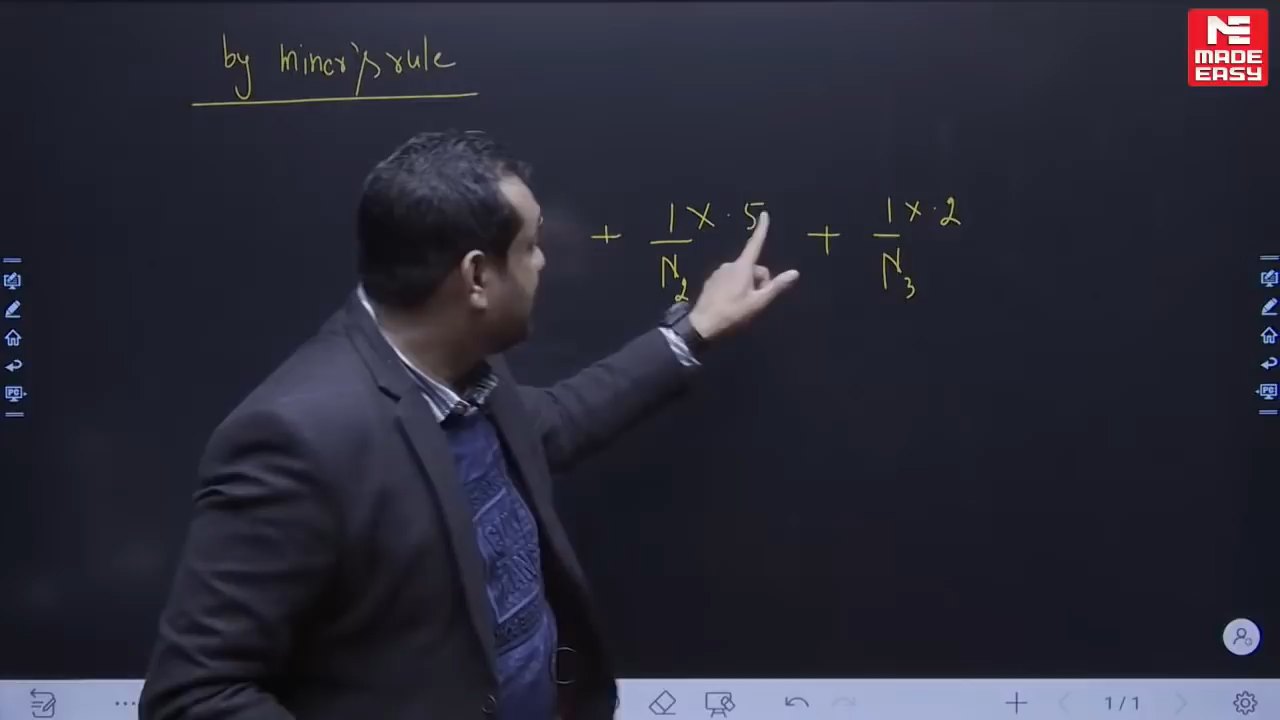 by miner's rule
MADE
EASY
+ 1 × .5 + 1 × .2
N2 N3
1/1